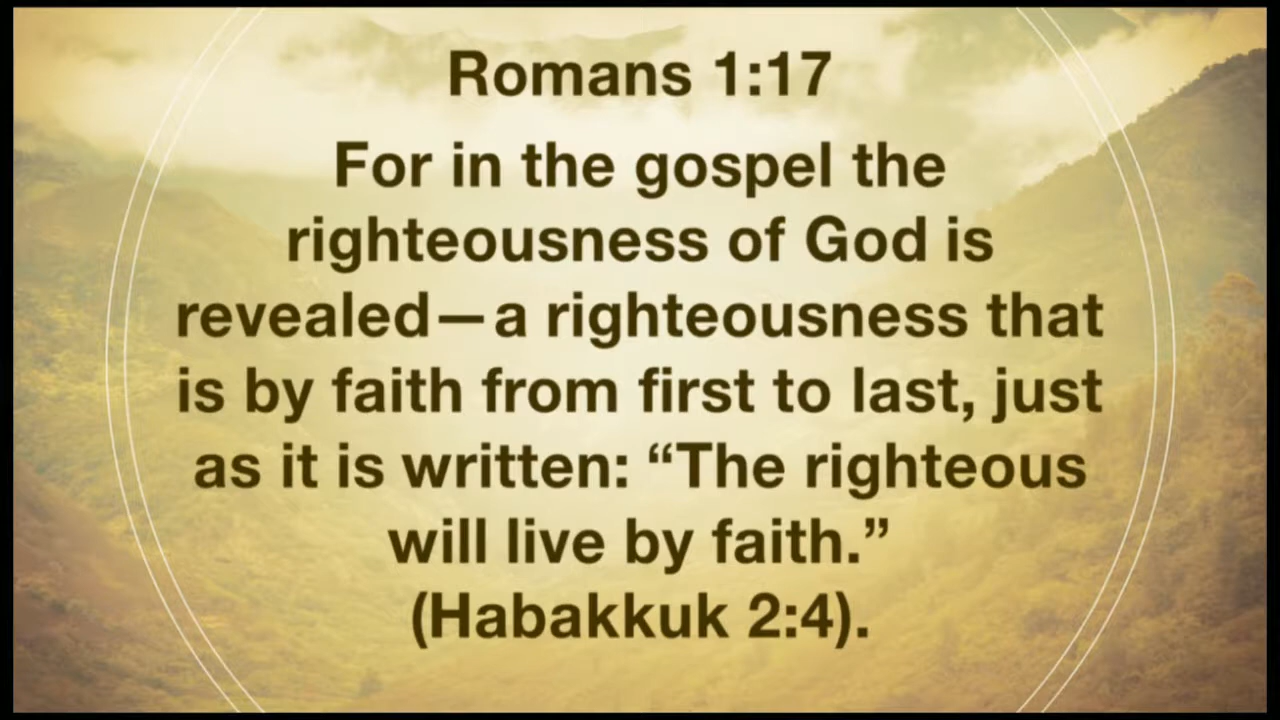 Romans 1:17
For in the gospel the
righteousness of God is
revealed—a righteousness that
is by faith from first to last, just
as it is written: “The righteous
will live by faith.”
(Habakkuk 2:4).